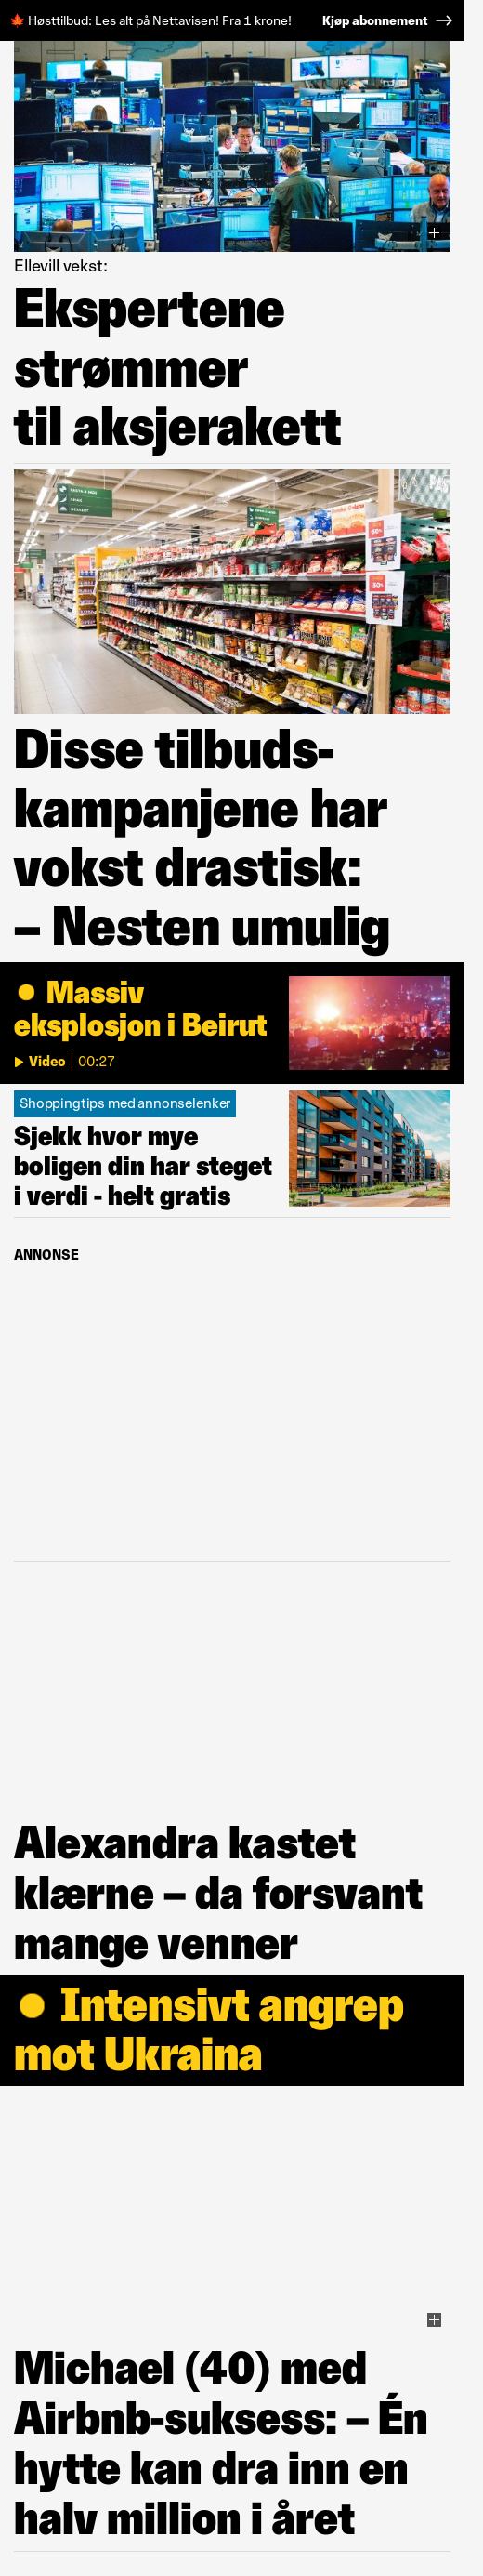 🍁 Høsttilbud: Les alt på Nettavisen! Fra 1 krone! Kjøp abonnement →
Ellevill vekst:
Ekspertene
strømmer
til aksjerakett
Disse tilbuds-
kampanjene har
vokst drastisk:
– Nesten umulig
Massiv
eksplosjon i Beirut
Video | 00:27
Shoppingtips med annonselenker
Sjekk hvor mye
boligen din har steget
i verdi - helt gratis
ANNONSE
Alexandra kastet
klærne – da forsvant
mange venner
Intensivt angrep
mot Ukraina
Michael (40) med
Airbnb-suksess: – Én
hytte kan dra inn en
halv million i året